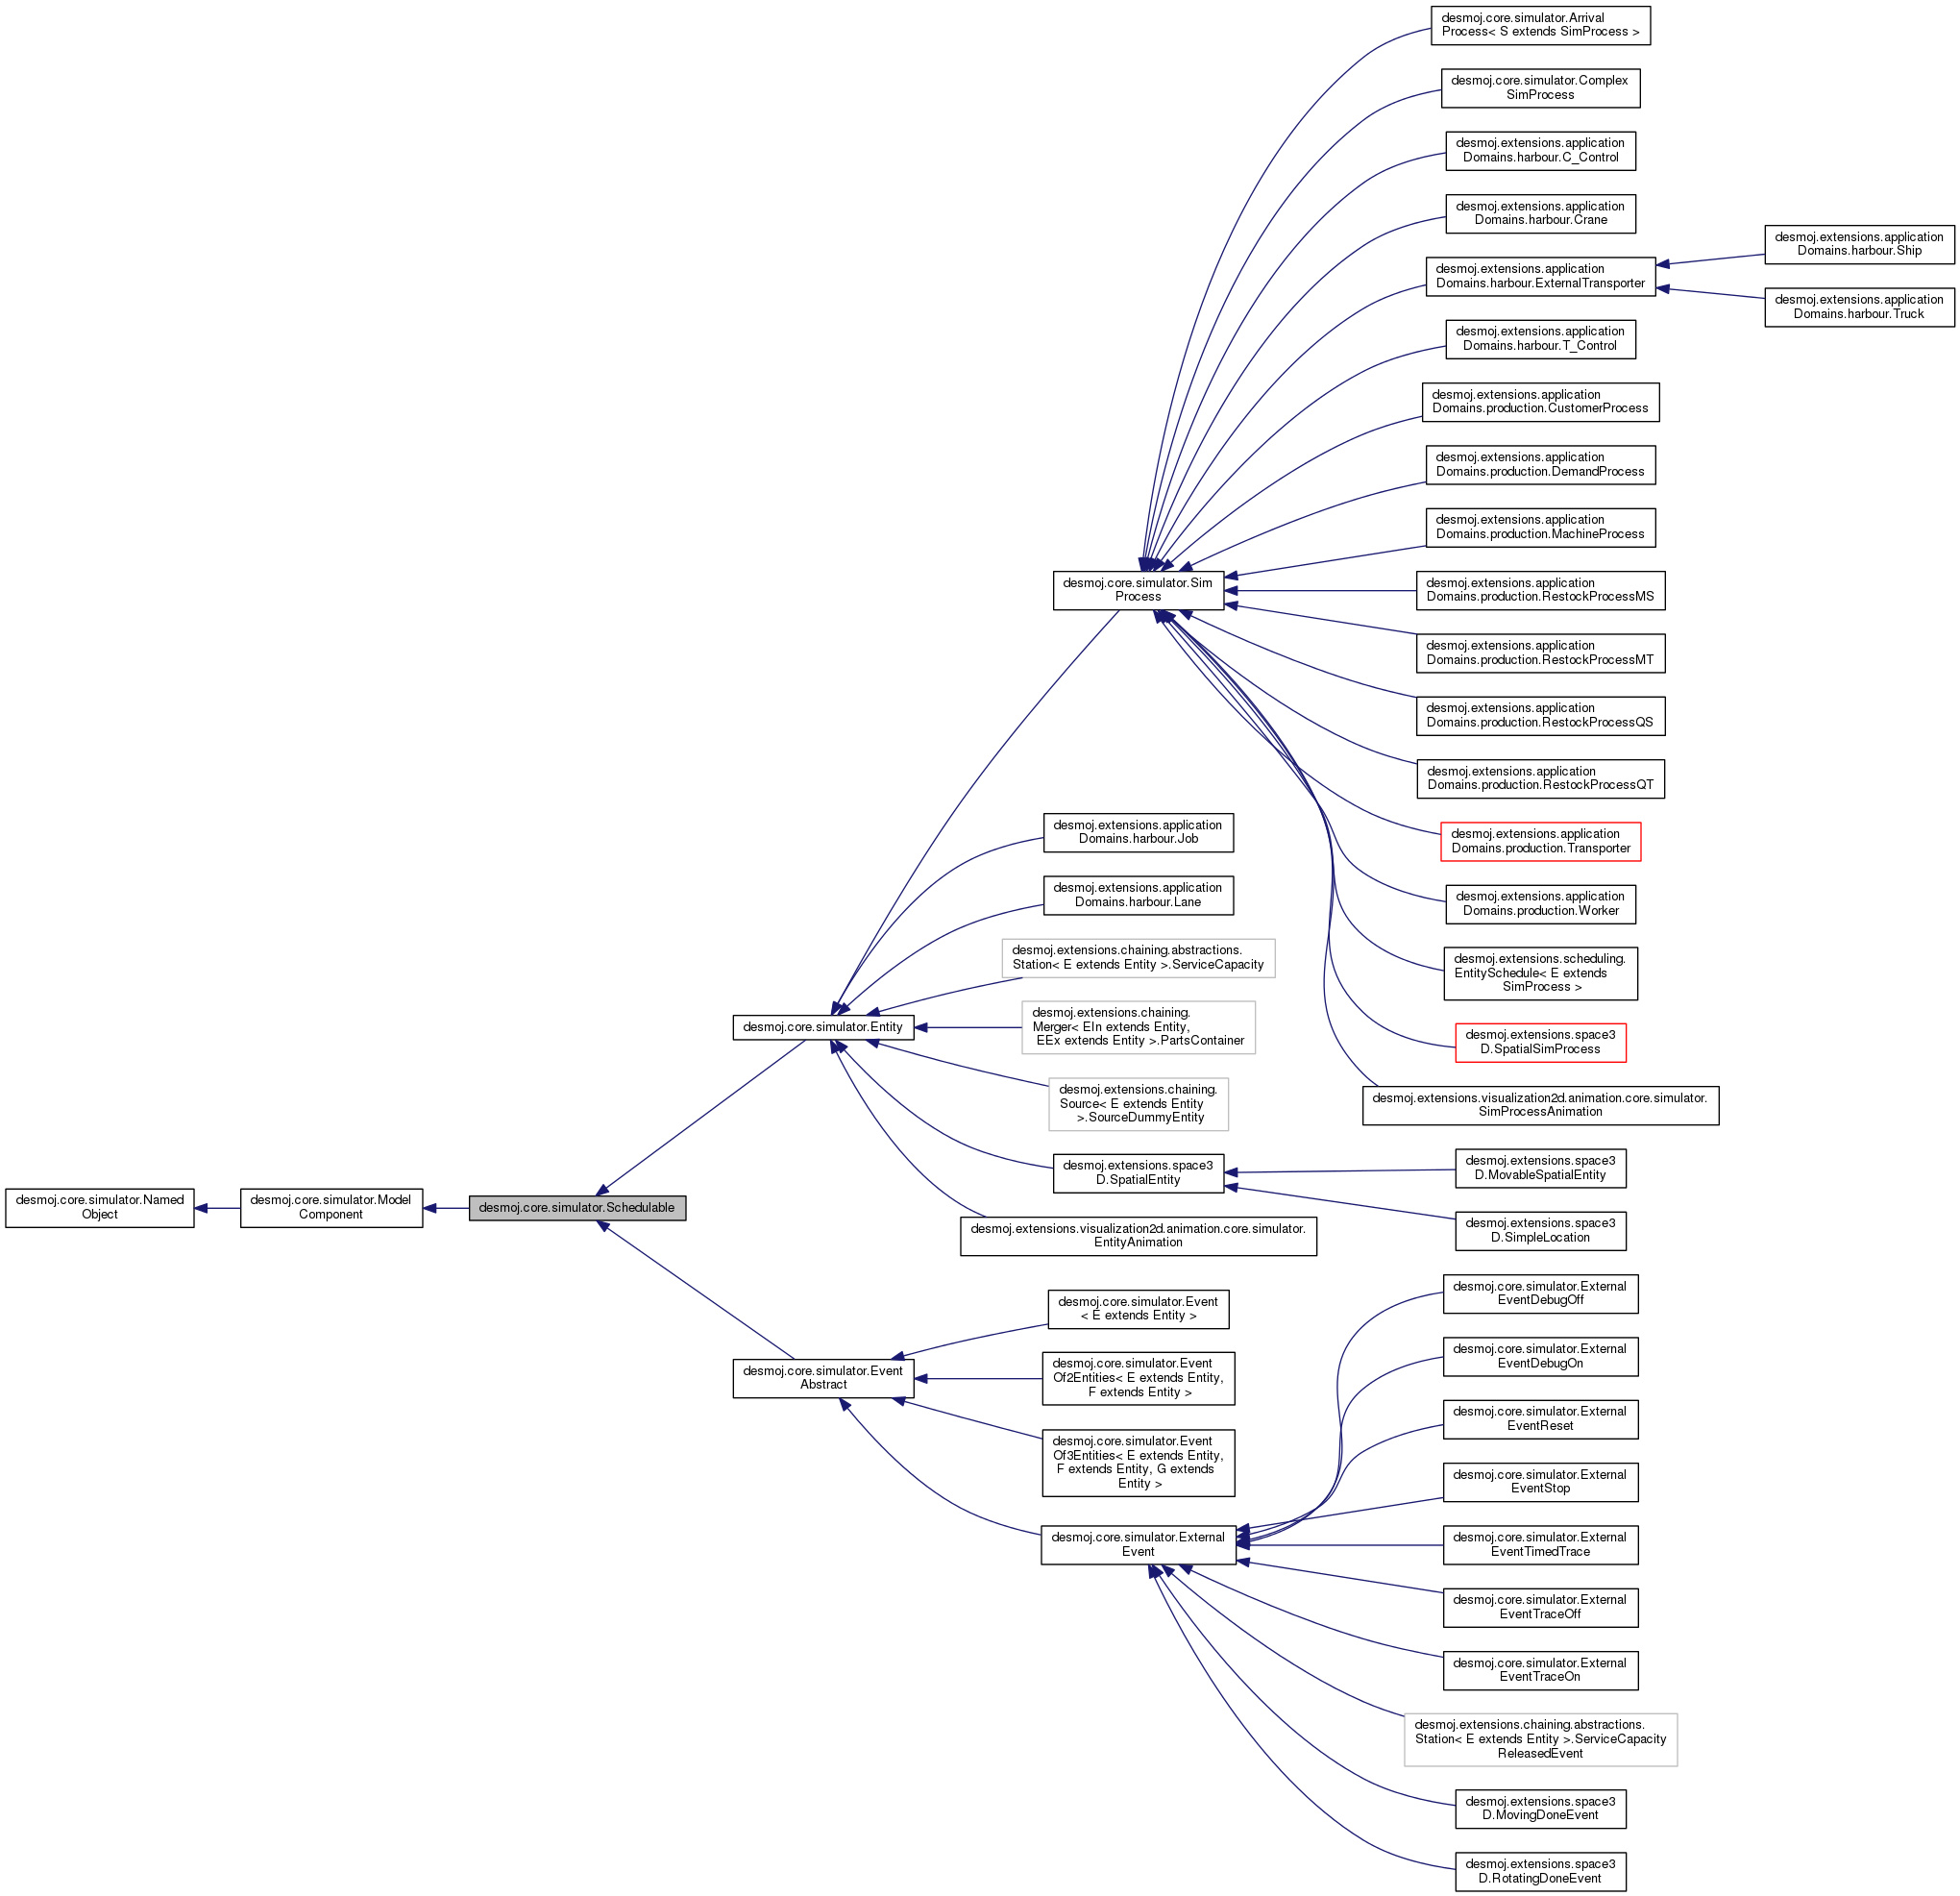 desmoj.core.simulator.Named
Object
desmoj.core.simulator.Model
Component
desmoj.core.simulator.Schedulable
desmoj.core.simulator.Entity
desmoj.core.simulator.Event
Abstract
desmoj.core.simulator.Sim
Process
desmoj.extensions.application
Domains.harbour.Job
desmoj.extensions.application
Domains.harbour.Lane
desmoj.extensions.chaining.abstractions.
Station< E extends Entity >.ServiceCapacity
desmoj.extensions.chaining.
Merger< EIn extends Entity,
EEx extends Entity >.PartsContainer
desmoj.extensions.chaining.
Source< E extends Entity
>.SourceDummyEntity
desmoj.extensions.space3
D.SpatialEntity
desmoj.extensions.visualization2d.animation.core.simulator.
EntityAnimation
desmoj.core.simulator.Event
< E extends Entity >
desmoj.core.simulator.Event
Of2Entities< E extends Entity,
F extends Entity >
desmoj.core.simulator.Event
Of3Entities< E extends Entity,
F extends Entity, G extends
Entity >
desmoj.core.simulator.External
Event
desmoj.core.simulator.Arrival
Process< S extends SimProcess >
desmoj.core.simulator.Complex
SimProcess
desmoj.extensions.application
Domains.harbour.C_Control
desmoj.extensions.application
Domains.harbour.Crane
desmoj.extensions.application
Domains.harbour.ExternalTransporter
desmoj.extensions.application
Domains.harbour.T_Control
desmoj.extensions.application
Domains.production.CustomerProcess
desmoj.extensions.application
Domains.production.DemandProcess
desmoj.extensions.application
Domains.production.MachineProcess
desmoj.extensions.application
Domains.production.RestockProcessMS
desmoj.extensions.application
Domains.production.RestockProcessMT
desmoj.extensions.application
Domains.production.RestockProcessQS
desmoj.extensions.application
Domains.production.RestockProcessQT
desmoj.extensions.application
Domains.production.Transporter
desmoj.extensions.application
Domains.production.Worker
desmoj.extensions.scheduling.
EntitySchedule< E extends
SimProcess >
desmoj.extensions.space3
D.SpatialSimProcess
desmoj.extensions.visualization2d.animation.core.simulator.
SimProcessAnimation
desmoj.extensions.space3
D.MovableSpatialEntity
desmoj.extensions.space3
D.SimpleLocation
desmoj.core.simulator.External
EventDebugOff
desmoj.core.simulator.External
EventDebugOn
desmoj.core.simulator.External
EventReset
desmoj.core.simulator.External
EventStop
desmoj.core.simulator.External
EventTimedTrace
desmoj.core.simulator.External
EventTraceOff
desmoj.core.simulator.External
EventTraceOn
desmoj.extensions.chaining.abstractions.
Station< E extends Entity >.ServiceCapacity
ReleasedEvent
desmoj.extensions.space3
D.MovingDoneEvent
desmoj.extensions.space3
D.RotatingDoneEvent
desmoj.extensions.application
Domains.harbour.Ship
desmoj.extensions.application
Domains.harbour.Truck